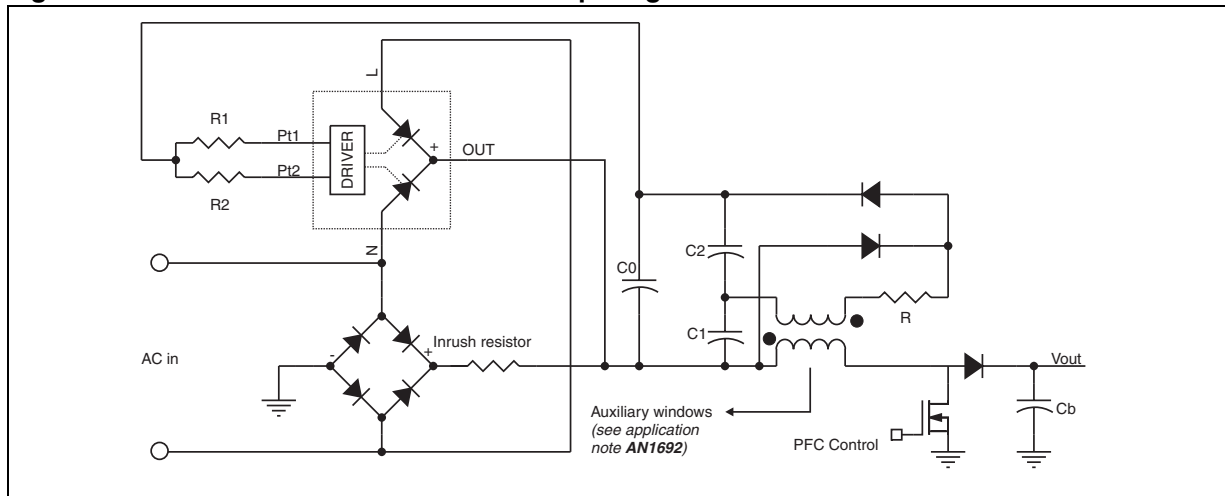 L
R1
Pt1
DRIVER
+
OUT
Pt2
R2
N
C2
C0
R
C1
AC in
-
+
Inrush resistor
Vout
Auxiliary windows
(see application
note AN1692)
PFC Control
Cb